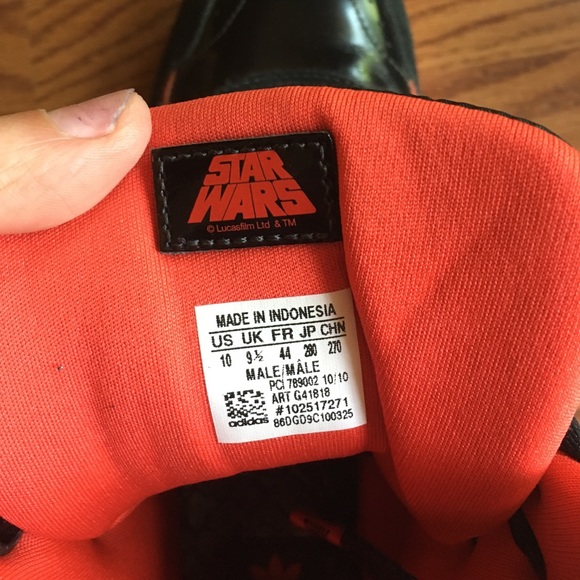 STAR
WARS
© Lucasfilm Ltd & TM
MADE IN INDONESIA
US UK FR JP CHN
10 9½ 44 280 270
MALE/MÂLE
PCI 789002 10/10
ART G41818
#102517271
86DGD9C100325
adidas